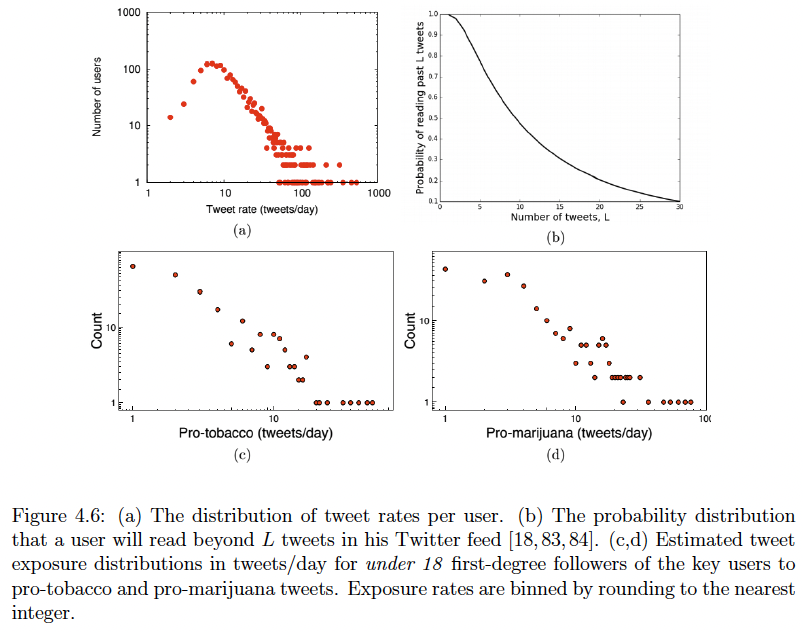 1000
100
10
1
Number of users
1
10
100
1000
Tweet rate (tweets/day)
(a)
1.0
0.9
0.8
0.7
0.6
0.5
0.4
0.3
0.2
0.1
Probability of reading past L tweets
0
5
10
15
20
25
30
Number of tweets, L
(b)
10
1
Count
1
10
Pro-tobacco (tweets/day)
(c)
10
1
Count
1
10
100
Pro-marijuana (tweets/day)
(d)
Figure 4.6: (a) The distribution of tweet rates per user. (b) The probability distribution
that a user will read beyond L tweets in his Twitter feed [18,83,84]. (c,d) Estimated tweet
exposure distributions in tweets/day for under 18 first-degree followers of the key users to
pro-tobacco and pro-marijuana tweets. Exposure rates are binned by rounding to the nearest
integer.